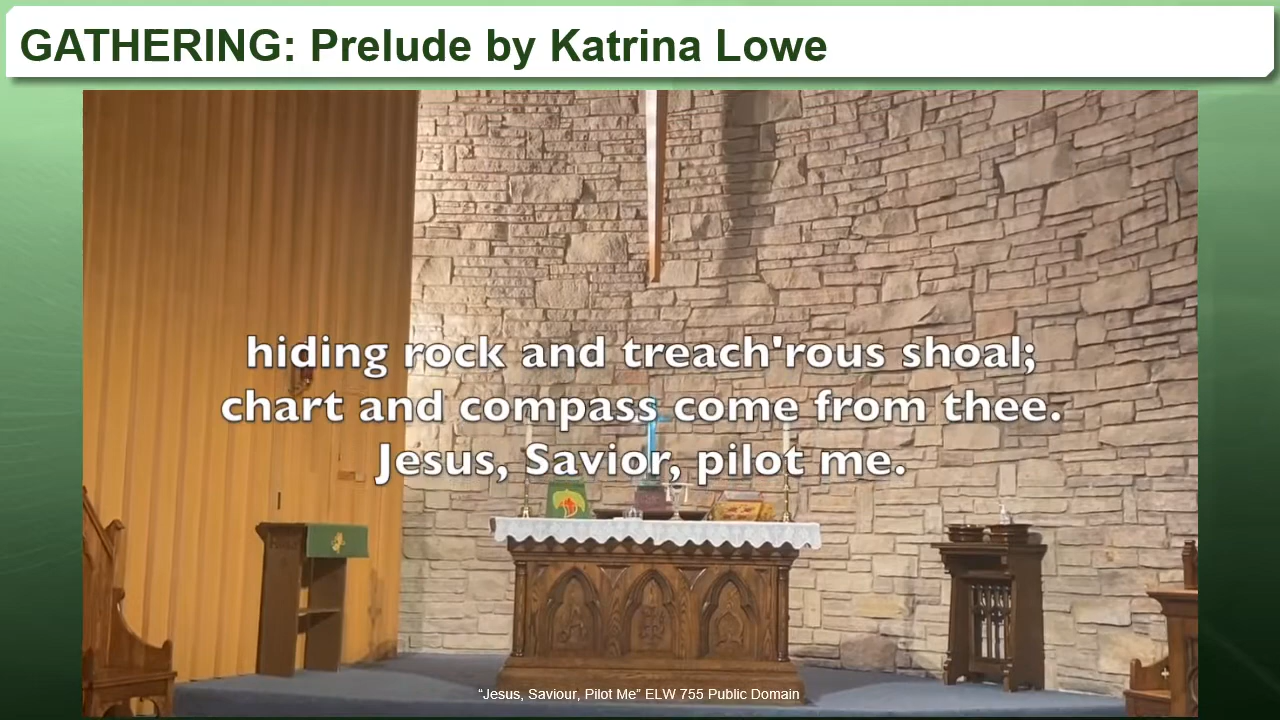 GATHERING: Prelude by Katrina Lowe
hiding rock and treach'rous shoal;
chart and compass come from thee.
Jesus, Savior, pilot me.
“Jesus, Saviour, Pilot Me” ELW 755 Public Domain